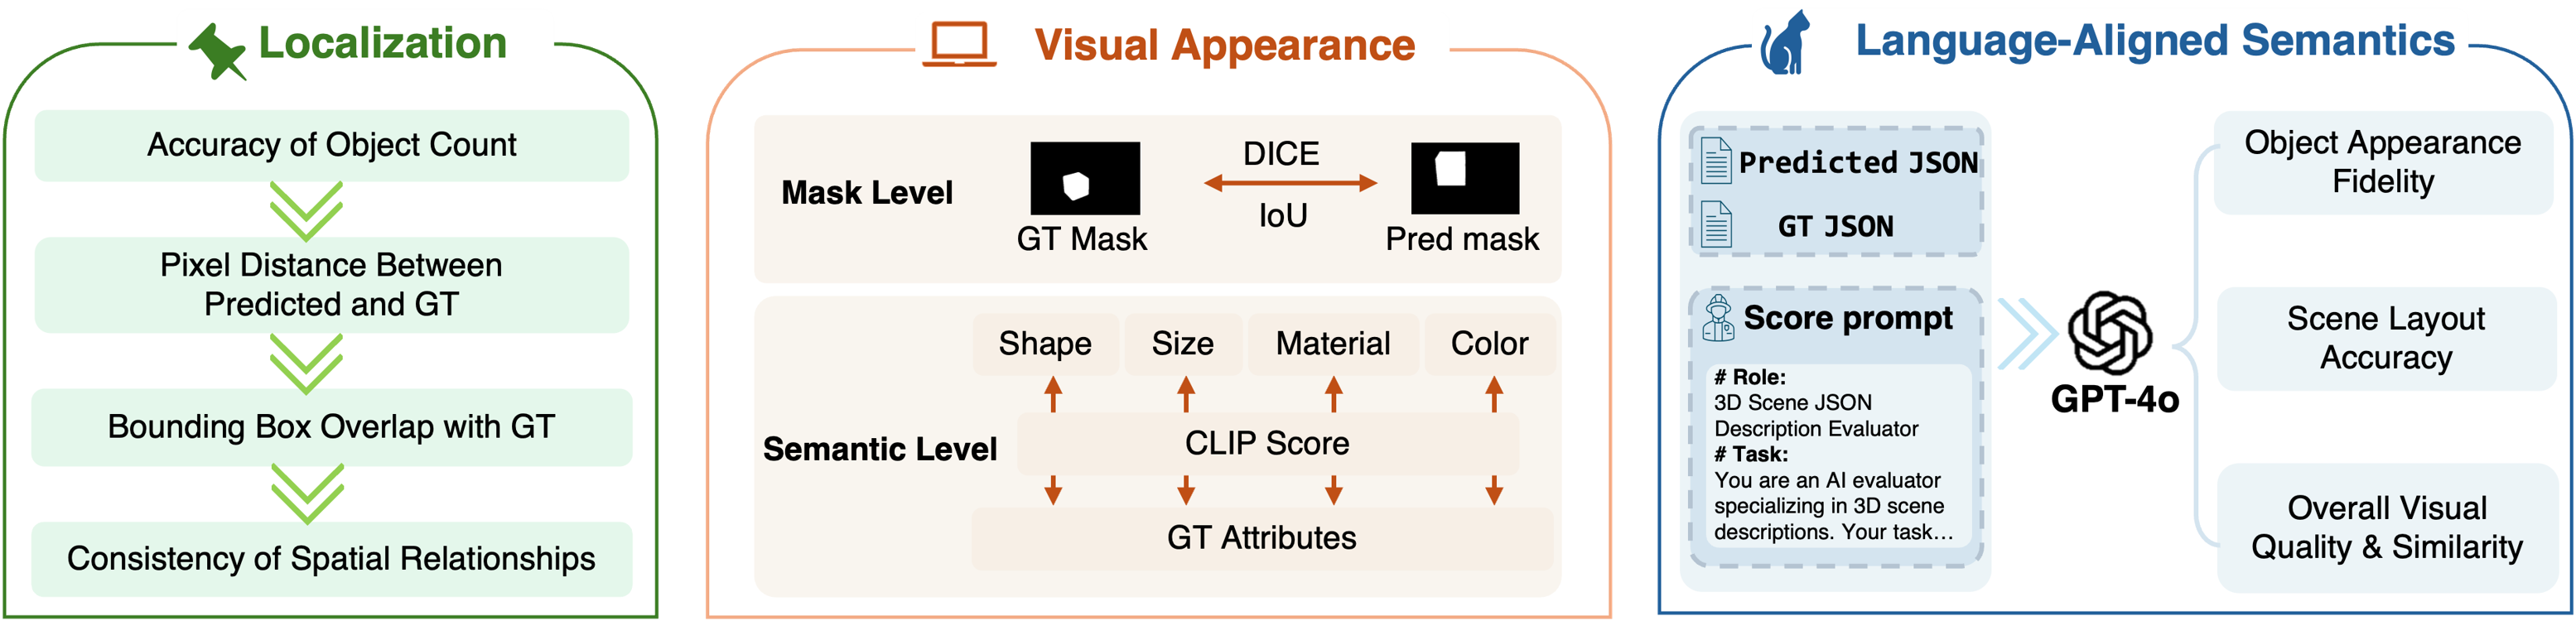 Localization
Accuracy of Object Count
Pixel Distance Between
Predicted and GT
Bounding Box Overlap with GT
Consistency of Spatial Relationships
Visual Appearance
Mask Level
GT Mask
DICE
IoU
Pred mask
Semantic Level
Shape
Size
Material
Color
CLIP Score
GT Attributes
Language-Aligned Semantics
Predicted JSON
GT JSON
Score prompt
# Role:
3D Scene JSON
Description Evaluator
# Task:
You are an AI evaluator
specializing in 3D scene
descriptions. Your task...
GPT-4o
Object Appearance
Fidelity
Scene Layout
Accuracy
Overall Visual
Quality & Similarity